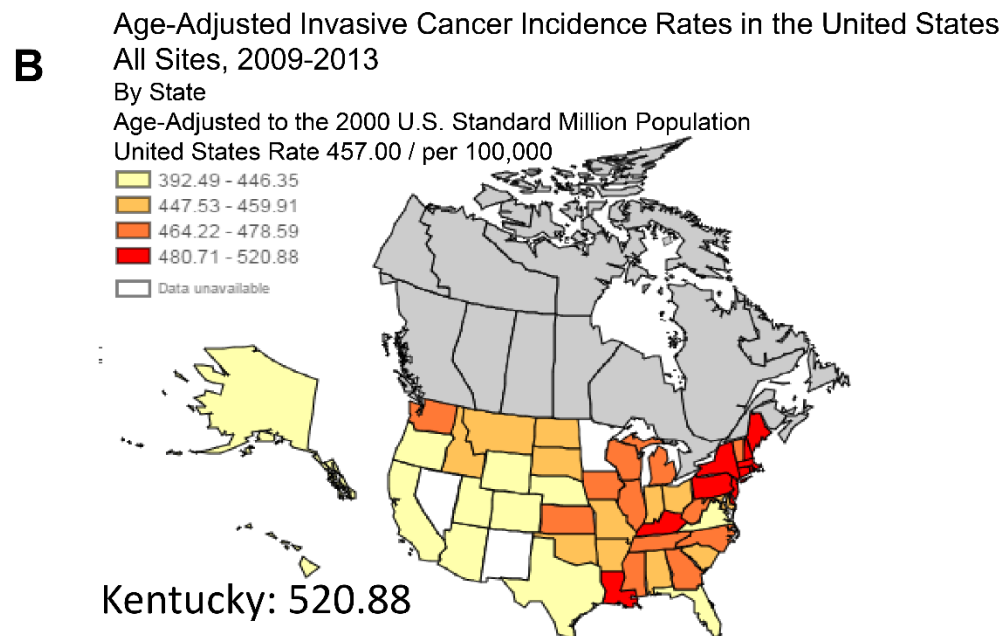 B
Age-Adjusted Invasive Cancer Incidence Rates in the United States
All Sites, 2009-2013
By State
Age-Adjusted to the 2000 U.S. Standard Million Population
United States Rate 457.00 / per 100,000
392.49 - 446.35
447.53 - 459.91
464.22 - 478.59
480.71 - 520.88
Data unavailable
Kentucky: 520.88